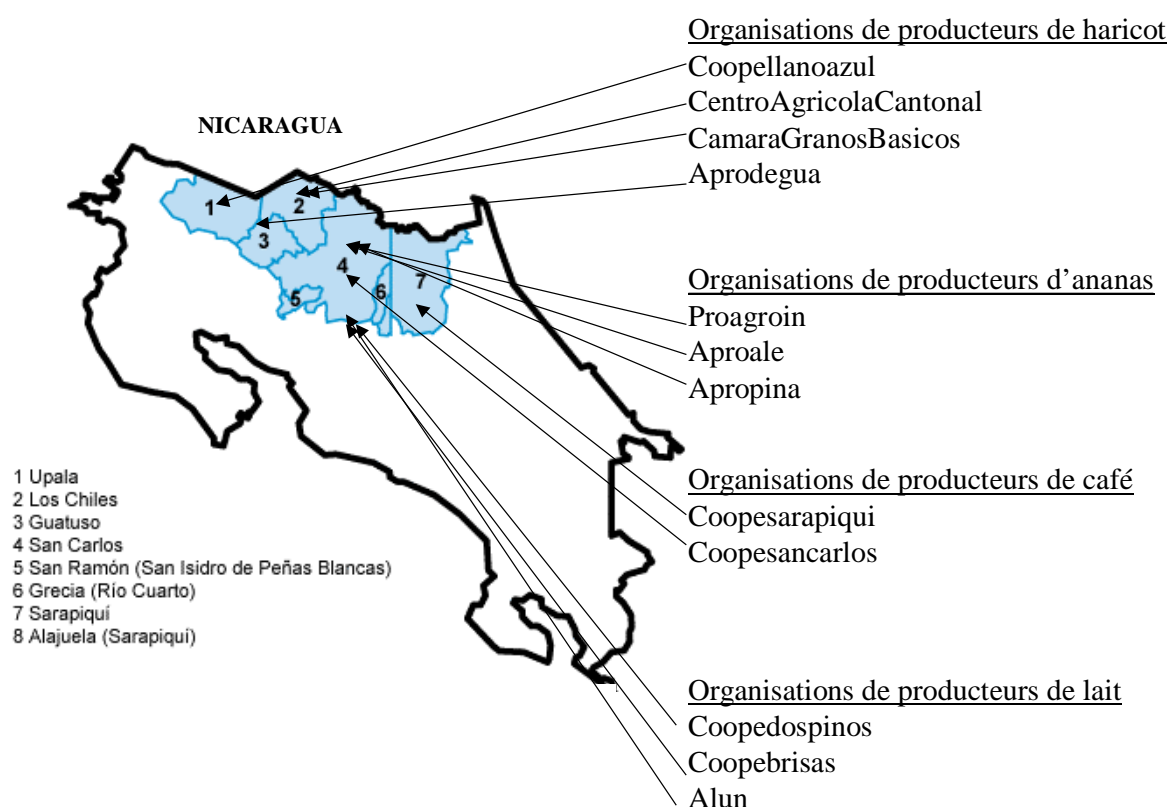 Organisations de producteurs de haricot
Coopellanoazul
CentroAgricolaCantonal
CamaraGranosBasicos
Aprodegua
NICARAGUA
1
2
3
4
5
6
7
Organisations de producteurs d’ananas
Proagroin
Aproale
Apropina
Organisations de producteurs de café
Coopesarapiqui
Coopesancarlos
1 Upala
2 Los Chiles
3 Guatuso
4 San Carlos
5 San Ramón (San Isidro de Peñas Blancas)
6 Grecia (Río Cuarto)
7 Sarapiquí
8 Alajuela (Sarapiquí)
Organisations de producteurs de lait
Coopedospinos
Coopebrisas
Alun